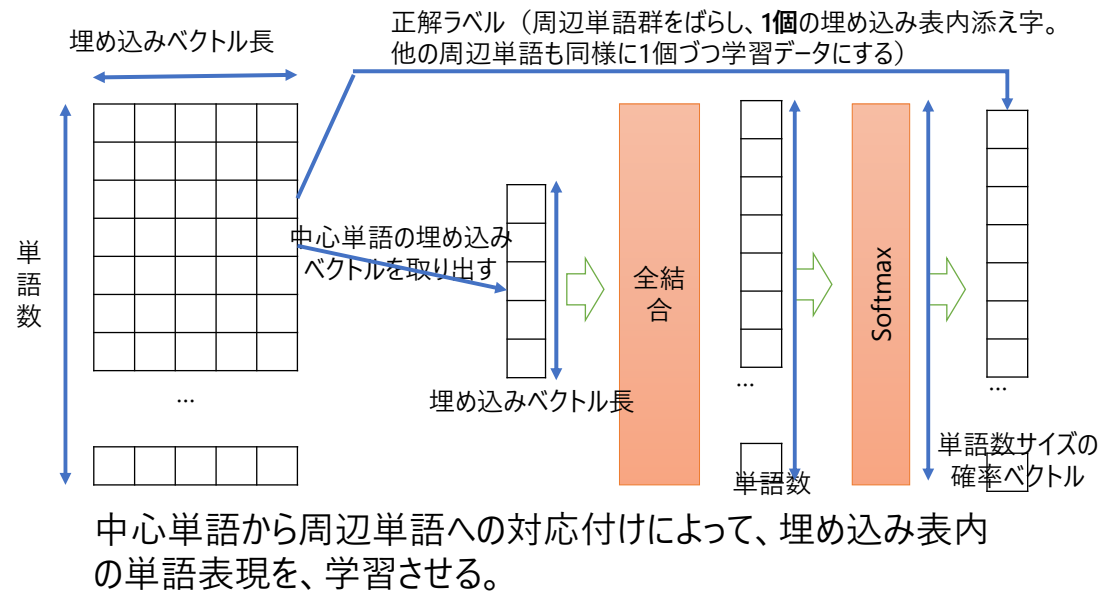 正解ラベル（周辺単語群をばらし、1個の埋め込み表内添え字。
他の周辺単語も同様に1個づつ学習データにする）
埋め込みベクトル長
単語数
中心単語の埋め込み
ベクトルを取り出す
全結
合
Softmax
…
…
…
埋め込みベクトル長
単語数
単語数サイズの
確率ベクトル
中心単語から周辺単語への対応付けによって、埋め込み表内
の単語表現を、学習させる。